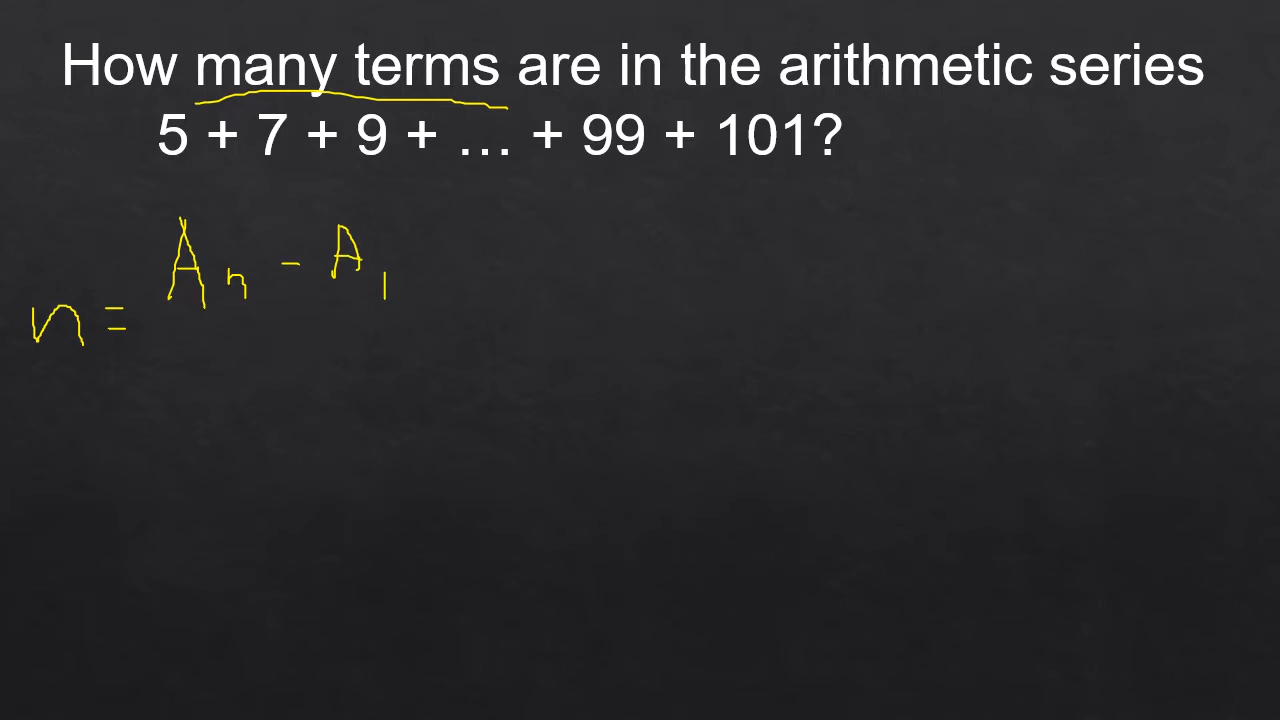 How many terms are in the arithmetic series
5 + 7 + 9 + … + 99 + 101?
n = Aₙ - A₁